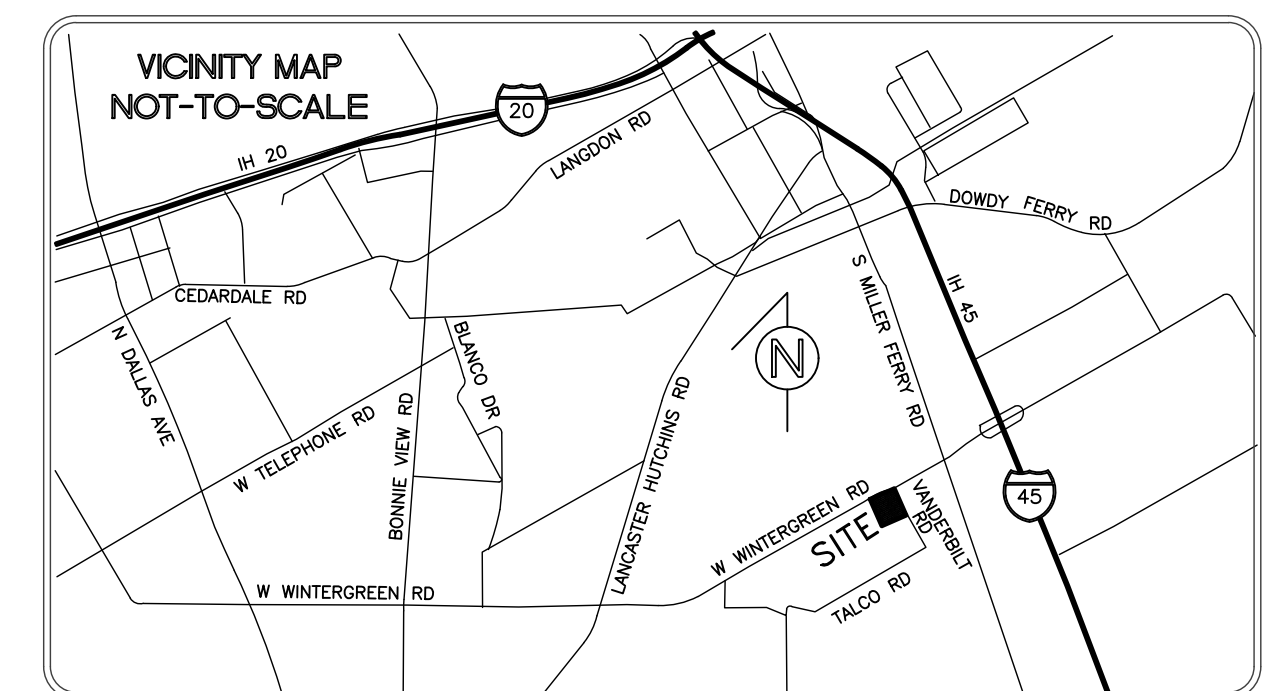 VICINITY MAP
NOT-TO-SCALE
20
IH 20
LANGDON RD
DOWDY FERRY RD
CEDARDALE RD
S MILLER FERRY RD
IH 45
N DALLAS AVE
BLANCO DR
N
W TELEPHONE RD
BONNIE VIEW RD
LANCASTER HUTCHINS RD
W WINTERGREEN RD
VANDERBILT
RD
45
SITE
W WINTERGREEN RD
TALCO RD